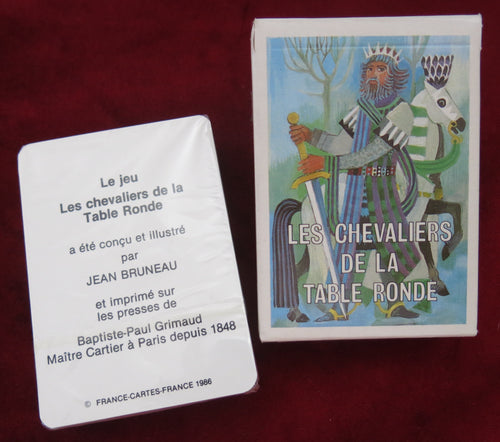 Le jeu
Les chevaliers de la
Table Ronde
a été conçu et illustré
par
JEAN BRUNEAU
et imprimé sur
les presses de
Baptiste-Paul Grimaud
Maître Cartier à Paris depuis 1848
© FRANCE-CARTES-FRANCE 1986
LES CHEVALIERS
DE LA
TABLE RONDE